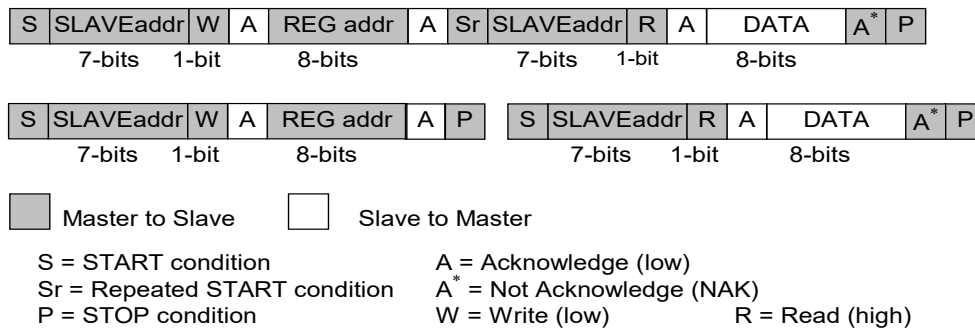 S SLAVEaddr W A REG addr A Sr SLAVEaddr R A DATA A* P
7-bits 1-bit 8-bits 7-bits 1-bit 8-bits
S SLAVEaddr W A REG addr A P S SLAVEaddr R A DATA A* P
7-bits 1-bit 8-bits 7-bits 1-bit 8-bits
Master to Slave Slave to Master
S = START condition A = Acknowledge (low)
Sr = Repeated START condition A* = Not Acknowledge (NAK)
P = STOP condition W = Write (low) R = Read (high)